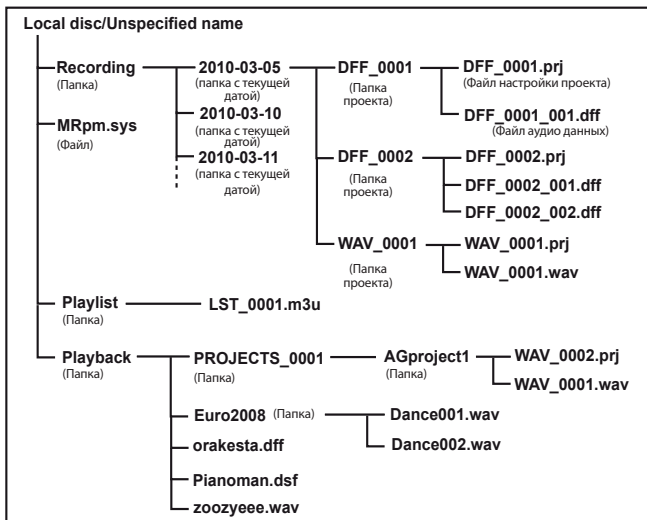 Local disc/Unspecified name
Recording 2010-03-05 DFF_0001 DFF_0001.prj
(Папка) (папка с текущей датой) (Папка проекта) (Файл настройки проекта)
2010-03-10 DFF_0001_001.dff
MRpm.sys (папка с текущей датой) (Файл аудио данных)
(Файл) 2010-03-11 DFF_0002 DFF_0002.prj
(папка с текущей датой) (Папка проекта) DFF_0002_001.dff
DFF_0002_002.dff
WAV_0001 WAV_0001.prj
(Папка проекта) WAV_0001.wav
Playlist LST_0001.m3u
(Папка)
Playback PROJECTS_0001 AGproject1 WAV_0002.prj
(Папка) (Папка) (Папка) WAV_0001.wav
Euro2008 (Папка) Dance001.wav
orakesta.dff Dance002.wav
Pianoman.dsf
zoozyeee.wav